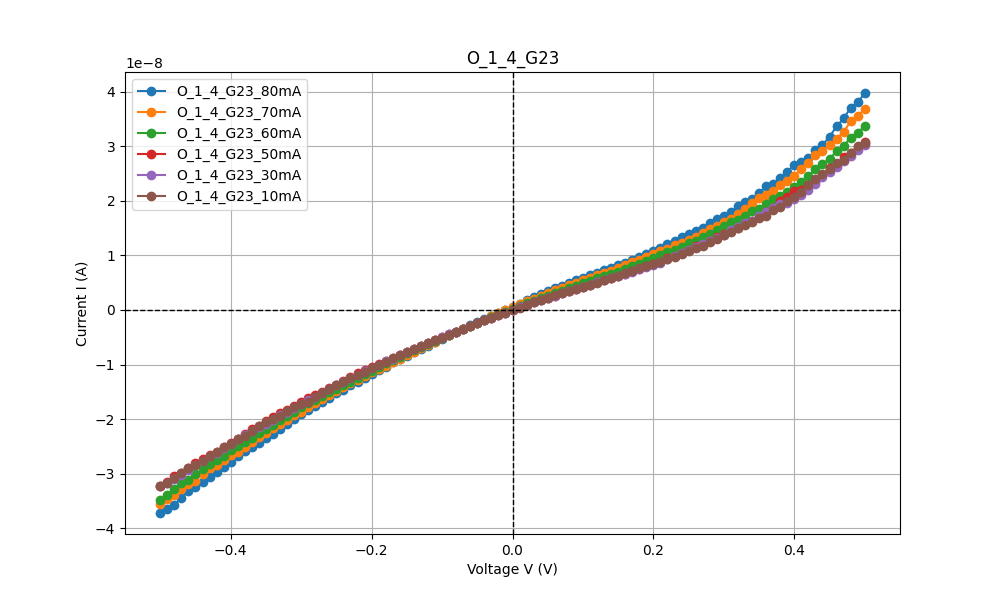 O_1_4_G23
1e−8
O_1_4_G23_80mA
O_1_4_G23_70mA
O_1_4_G23_60mA
O_1_4_G23_50mA
O_1_4_G23_30mA
O_1_4_G23_10mA
4
3
2
1
0
−1
−2
−3
−4
Current I (A)
−0.4 −0.2 0.0 0.2 0.4
Voltage V (V)